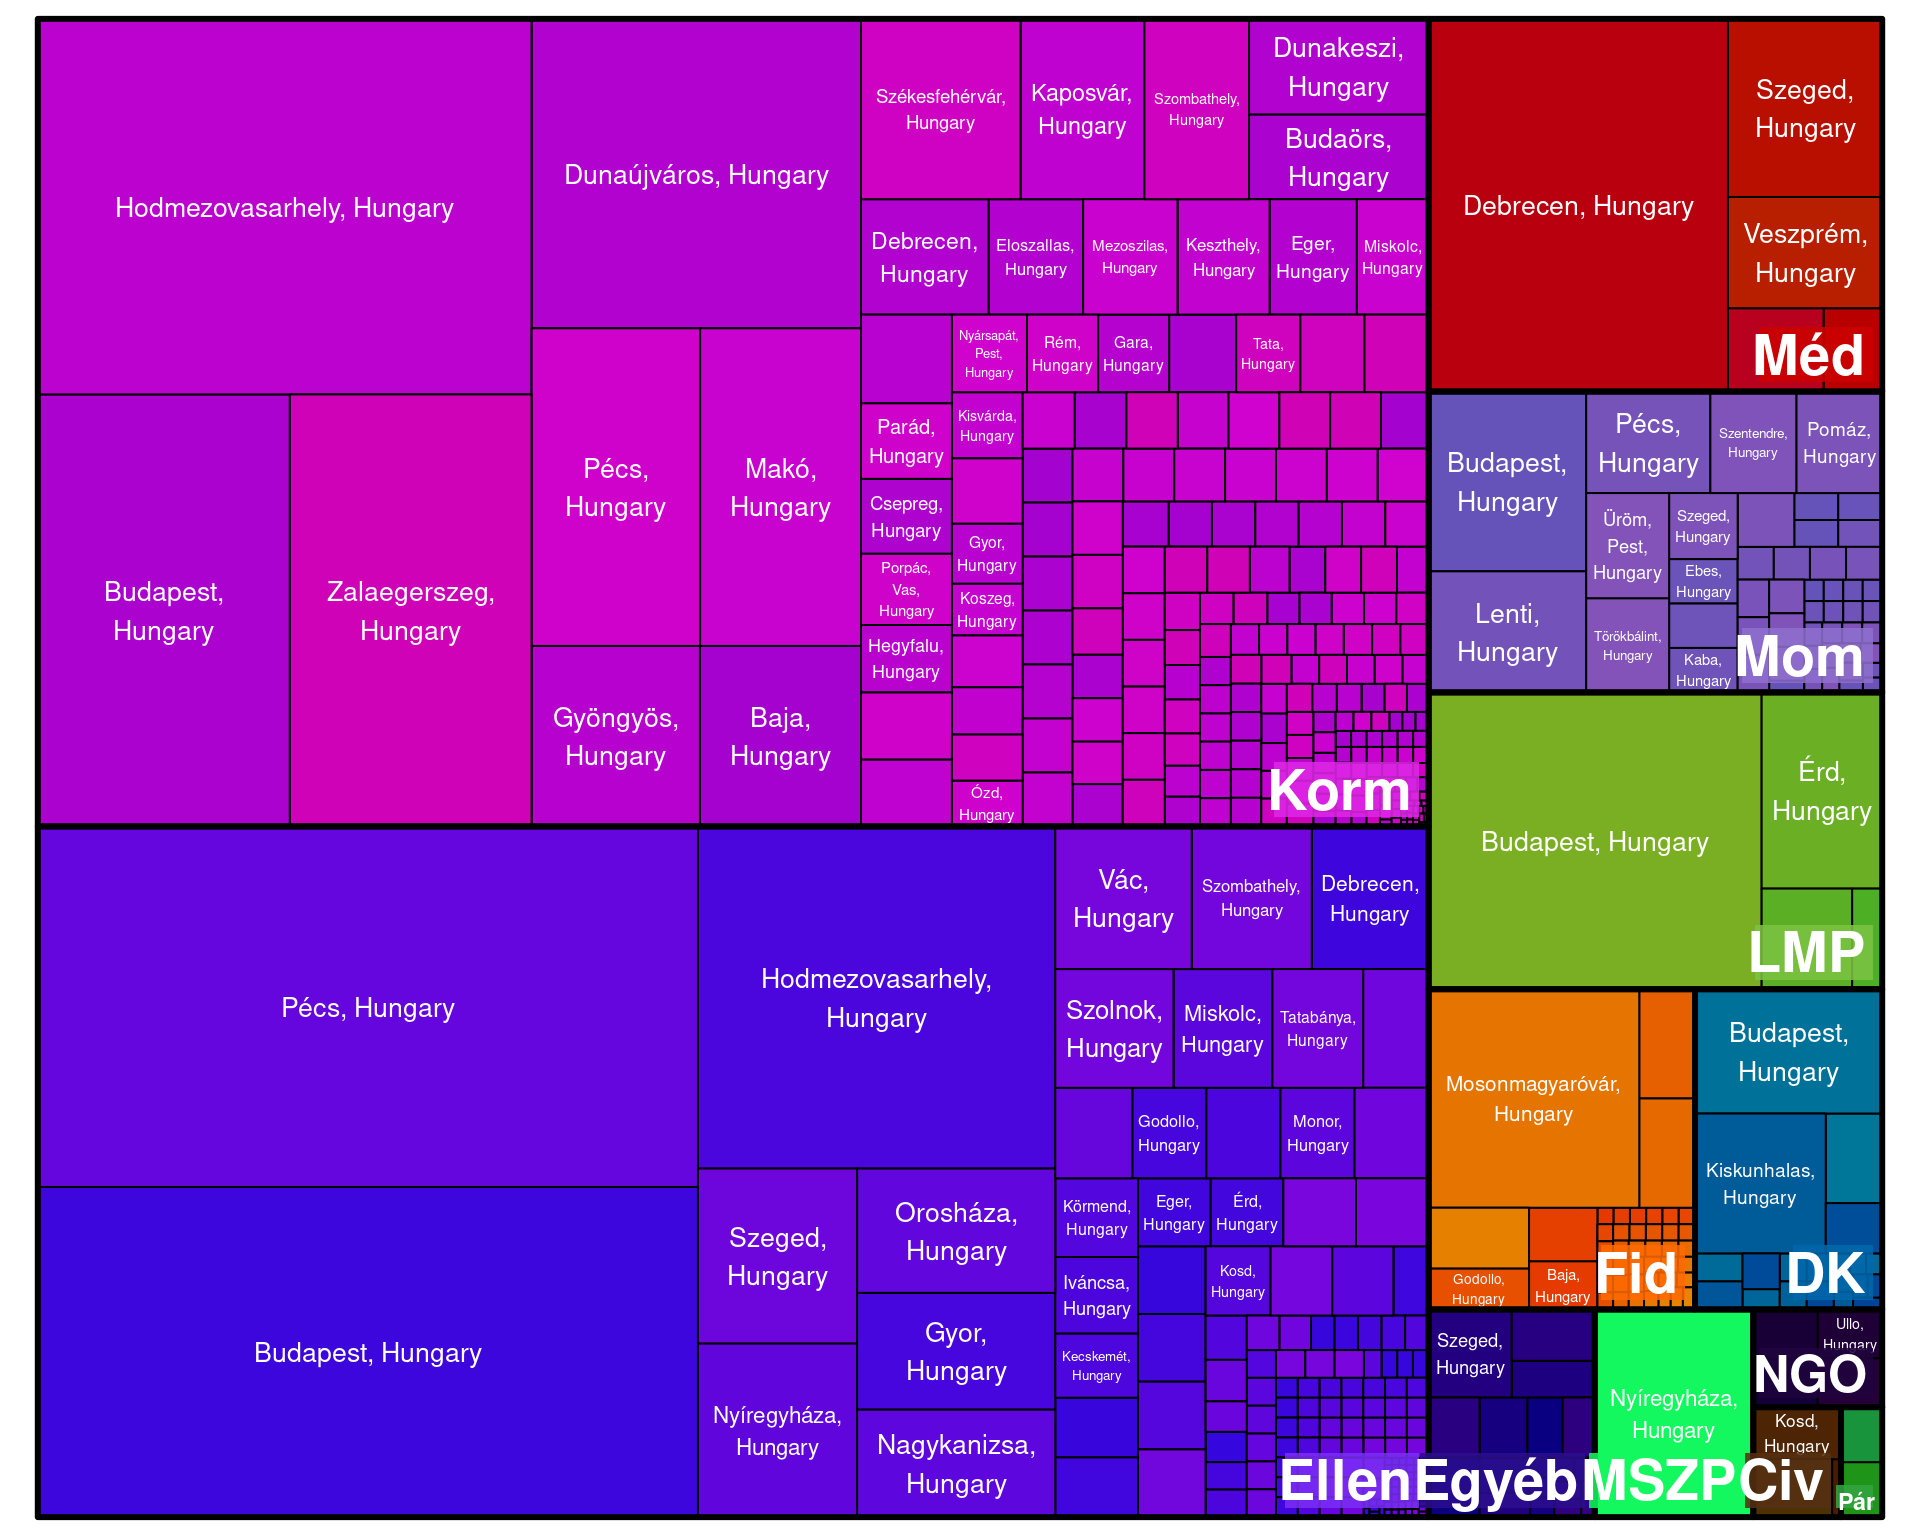 Hodmezovasarhely, Hungary
Dunaújváros, Hungary
Székesfehérvár,
Hungary
Kaposvár,
Hungary
Szombathely,
Hungary
Dunakeszi,
Hungary
Budaörs,
Hungary
Debrecen,
Hungary
Eloszallas,
Hungary
Mezoszilas,
Hungary
Keszthely,
Hungary
Eger,
Hungary
Miskolc,
Hungary
Nyársapát,
Pest,
Hungary
Rém,
Hungary
Gara,
Hungary
Tata,
Hungary
Budapest,
Hungary
Zalaegerszeg,
Hungary
Pécs,
Hungary
Makó,
Hungary
Gyöngyös,
Hungary
Baja,
Hungary
Parád,
Hungary
Csepreg,
Hungary
Porpác,
Vas,
Hungary
Hegyfalu,
Hungary
Kisvárda,
Hungary
Gyor,
Hungary
Koszeg,
Hungary
Ózd,
Hungary
Korm
Pécs, Hungary
Budapest, Hungary
Hodmezovasarhely,
Hungary
Szeged,
Hungary
Nyíregyháza,
Hungary
Orosháza,
Hungary
Gyor,
Hungary
Nagykanizsa,
Hungary
Vác,
Hungary
Szombathely,
Hungary
Debrecen,
Hungary
Szolnok,
Hungary
Miskolc,
Hungary
Tatabánya,
Hungary
Godollo,
Hungary
Monor,
Hungary
Körmend,
Hungary
Eger,
Hungary
Érd,
Hungary
Iváncsa,
Hungary
Kosd,
Hungary
Kecskemét,
Hungary
Ellen
Debrecen, Hungary
Szeged,
Hungary
Veszprém,
Hungary
Méd
Budapest,
Hungary
Lenti,
Hungary
Pécs,
Hungary
Szentendre,
Hungary
Pomáz,
Hungary
Üröm,
Pest,
Hungary
Szeged,
Hungary
Ebes,
Hungary
Törökbálint,
Hungary
Kaba,
Hungary
Mom
Budapest, Hungary
Érd,
Hungary
LMP
Mosonmagyaróvár,
Hungary
Godollo,
Hungary
Baja,
Hungary
Fid
Budapest,
Hungary
Kiskunhalas,
Hungary
DK
Szeged,
Hungary
Egyéb
Nyíregyháza,
Hungary
MSZP
Ullo,
Hungary
NGO
Kosd,
Hungary
Civ
Pár